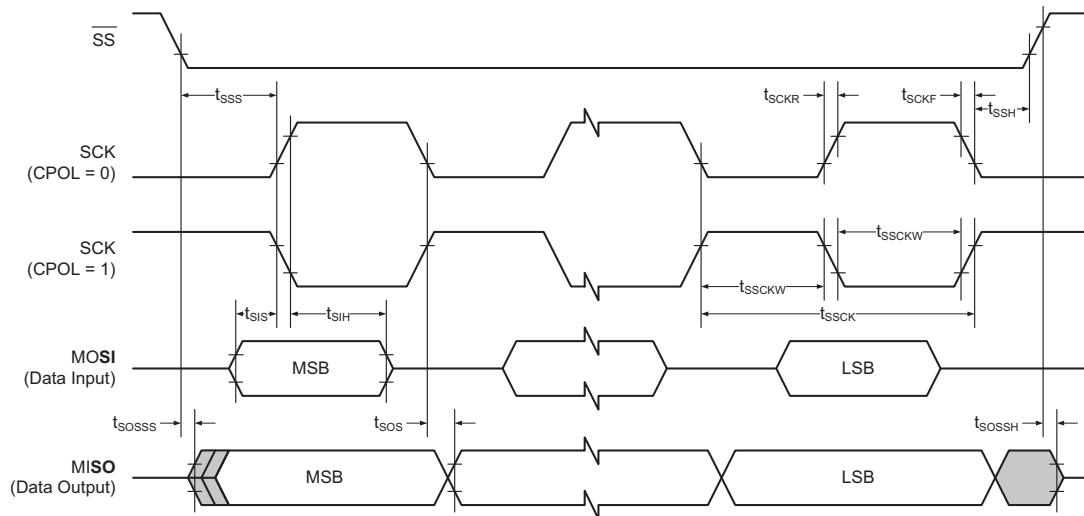 SS
tSSS
tSCKR
tSCKF
tSSH
SCK
(CPOL = 0)
SCK
(CPOL = 1)
tSSCKW
tSSCKW
tSIS
tSIH
tSSCK
MOSI
(Data Input)
MSB
LSB
tSOSSS
tSOS
tSOSSH
MISO
(Data Output)
MSB
LSB